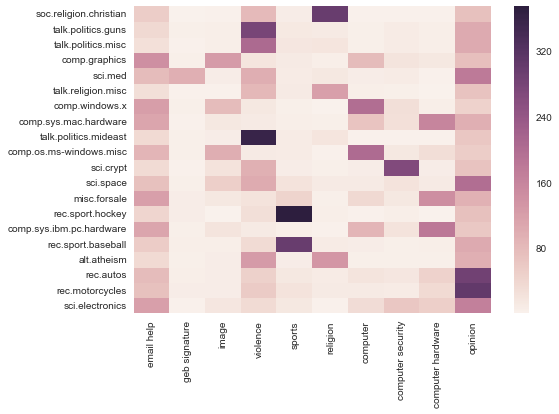 soc.religion.christian
talk.politics.guns
talk.politics.misc
comp.graphics
sci.med
talk.religion.misc
comp.windows.x
comp.sys.mac.hardware
talk.politics.mideast
comp.os.ms-windows.misc
sci.crypt
sci.space
misc.forsale
rec.sport.hockey
comp.sys.ibm.pc.hardware
rec.sport.baseball
alt.atheism
rec.autos
rec.motorcycles
sci.electronics
email help
geb signature
image
violence
sports
religion
computer
computer security
computer hardware
opinion
320
240
160
80